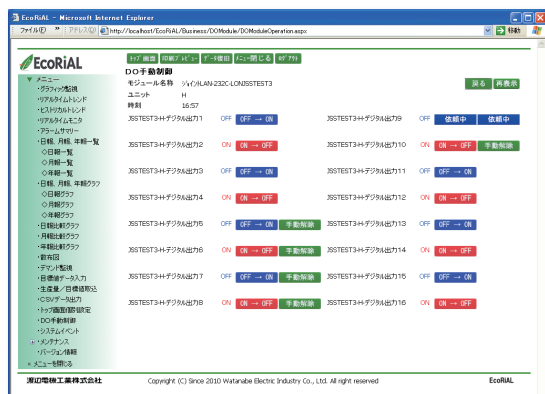 EcoRiAL - Microsoft Internet Explorer
ファイル(F) » アドレス(D) http://localhost/EcoRiAL/Business/DOModule/DOModuleOperation.aspx 移動
EcoRiAL
トップ画面 印刷プレビュー データ復旧 メニュー閉じる ログアウト
DO手動制御
モジュール名称 ジョインLAN-232C-LONJSSTEST3
戻る 再表示
ユニット H
時刻 16:57
▼ メニュー
・グラフィック監視
・リアルタイムトレンド
・ヒストリカルトレンド
・リアルタイムモニタ
・アラームサマリー
・日報、月報、年報一覧
◇日報一覧
◇月報一覧
◇年報一覧
・日報、月報、年報グラフ
◇日報グラフ
◇月報グラフ
◇年報グラフ
・日報比較グラフ
・月報比較グラフ
・年報比較グラフ
・散布図
・デマンド監視
・目標値データ入力
・生産量/目標値取込
・CSVデータ出力
・トップ画面個別設定
・DO手動制御
・システムイベント
・メンテナンス
・バージョン情報
× メニューを閉じる
JSSTEST3-H-デジタル出力1 OFF OFF → ON
JSSTEST3-H-デジタル出力2 ON ON → OFF
JSSTEST3-H-デジタル出力3 OFF OFF → ON
JSSTEST3-H-デジタル出力4 ON ON → OFF
JSSTEST3-H-デジタル出力5 OFF OFF → ON 手動解除
JSSTEST3-H-デジタル出力6 ON ON → OFF 手動解除
JSSTEST3-H-デジタル出力7 OFF OFF → ON 手動解除
JSSTEST3-H-デジタル出力8 ON ON → OFF 手動解除
JSSTEST3-H-デジタル出力9 OFF 依頼中 依頼中
JSSTEST3-H-デジタル出力10 ON ON → OFF 手動解除
JSSTEST3-H-デジタル出力11 OFF OFF → ON
JSSTEST3-H-デジタル出力12 ON ON → OFF
JSSTEST3-H-デジタル出力13 OFF OFF → ON
JSSTEST3-H-デジタル出力14 ON ON → OFF
JSSTEST3-H-デジタル出力15 OFF OFF → ON
JSSTEST3-H-デジタル出力16 ON ON → OFF
渡辺電機工業株式会社 Copyright (C) Since 2010 Watanabe Electric Industry Co., Ltd. All right reserved EcoRiAL